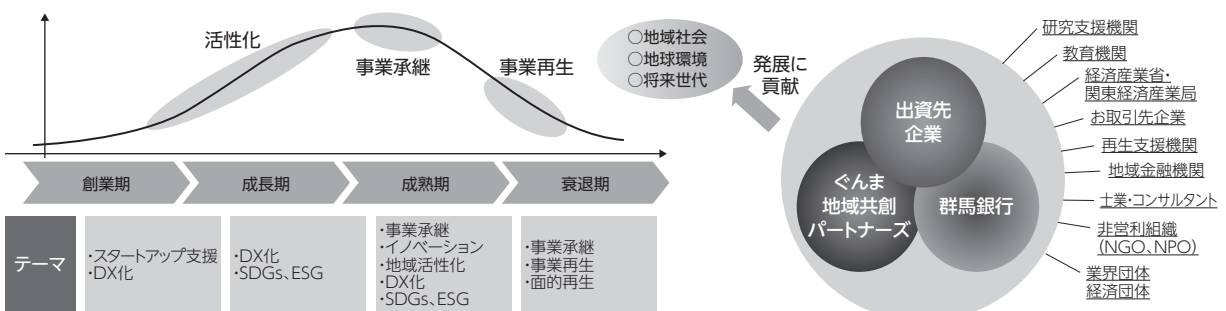 活性化
事業承継
事業再生
創業期
成長期
成熟期
衰退期
テーマ
・スタートアップ支援
・DX化
・DX化
・SDGs、ESG
・事業承継
・イノベーション
・地域活性化
・DX化
・SDGs、ESG
・事業承継
・事業再生
・面的再生
○地域社会
○地球環境
○将来世代
発展に
貢献
出資先
企業
ぐんま
地域共創
パートナーズ
群馬銀行
研究支援機関
教育機関
経済産業省・
関東経済産業局
お取引先企業
再生支援機関
地域金融機関
士業・コンサルタント
非営利組織
(NGO、NPO)
業界団体
経済団体